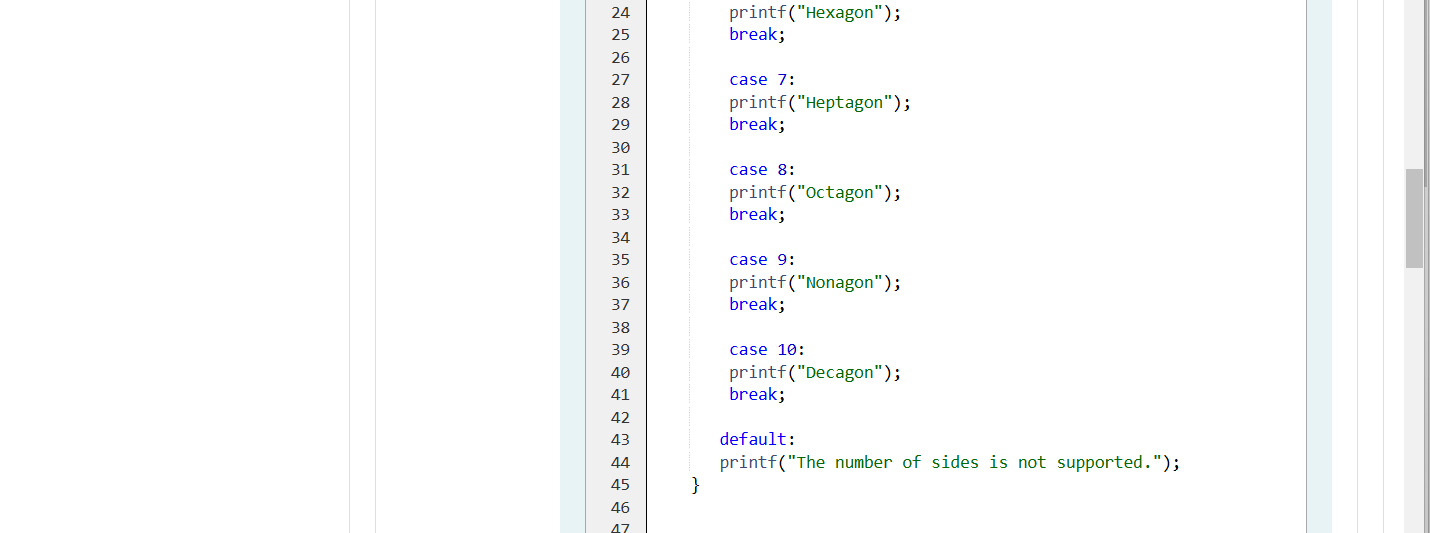 24 printf("Hexagon");
25 break;
26
27 case 7:
28 printf("Heptagon");
29 break;
30
31 case 8:
32 printf("Octagon");
33 break;
34
35 case 9:
36 printf("Nonagon");
37 break;
38
39 case 10:
40 printf("Decagon");
41 break;
42
43 default:
44 printf("The number of sides is not supported.");
45 }
46
47